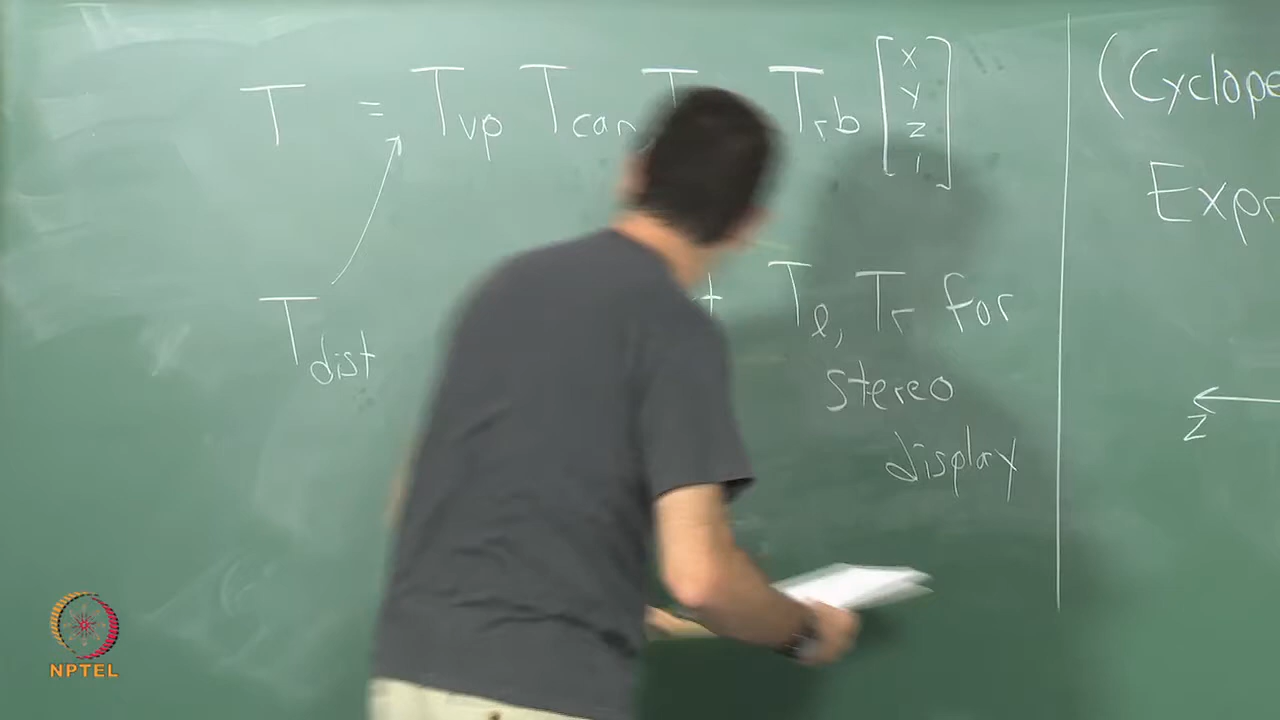 T = Tvp Tcan T Trb [x y z 1]
(Cyclope
Expr
Tdist
t Tl, Tr for
stereo
display
z
NPTEL